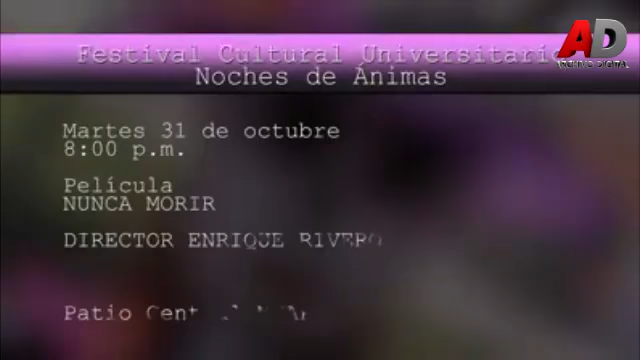 Festival Cultural Universitario
Noches de Ánimas
AD
ARCHIVO DIGITAL
Martes 31 de octubre
8:00 p.m.
Película
NUNCA MORIR
DIRECTOR ENRIQUE RIVERO
Patio